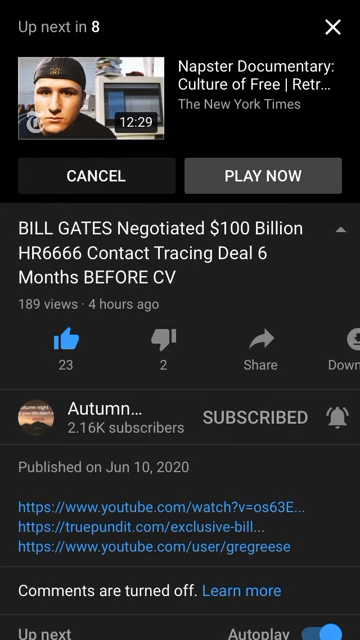 Up next in 8
Napster Documentary:
Culture of Free | Retr...
The New York Times
12:29
CANCEL
PLAY NOW
BILL GATES Negotiated $100 Billion
HR6666 Contact Tracing Deal 6
Months BEFORE CV
189 views · 4 hours ago
23
2
Share
Down
Autumn...
SUBSCRIBED
2.16K subscribers
Published on Jun 10, 2020
https://www.youtube.com/watch?v=os63E...
https://truepundit.com/exclusive-bill...
https://www.youtube.com/user/gregreese
Comments are turned off. Learn more
Up next
Autoplay